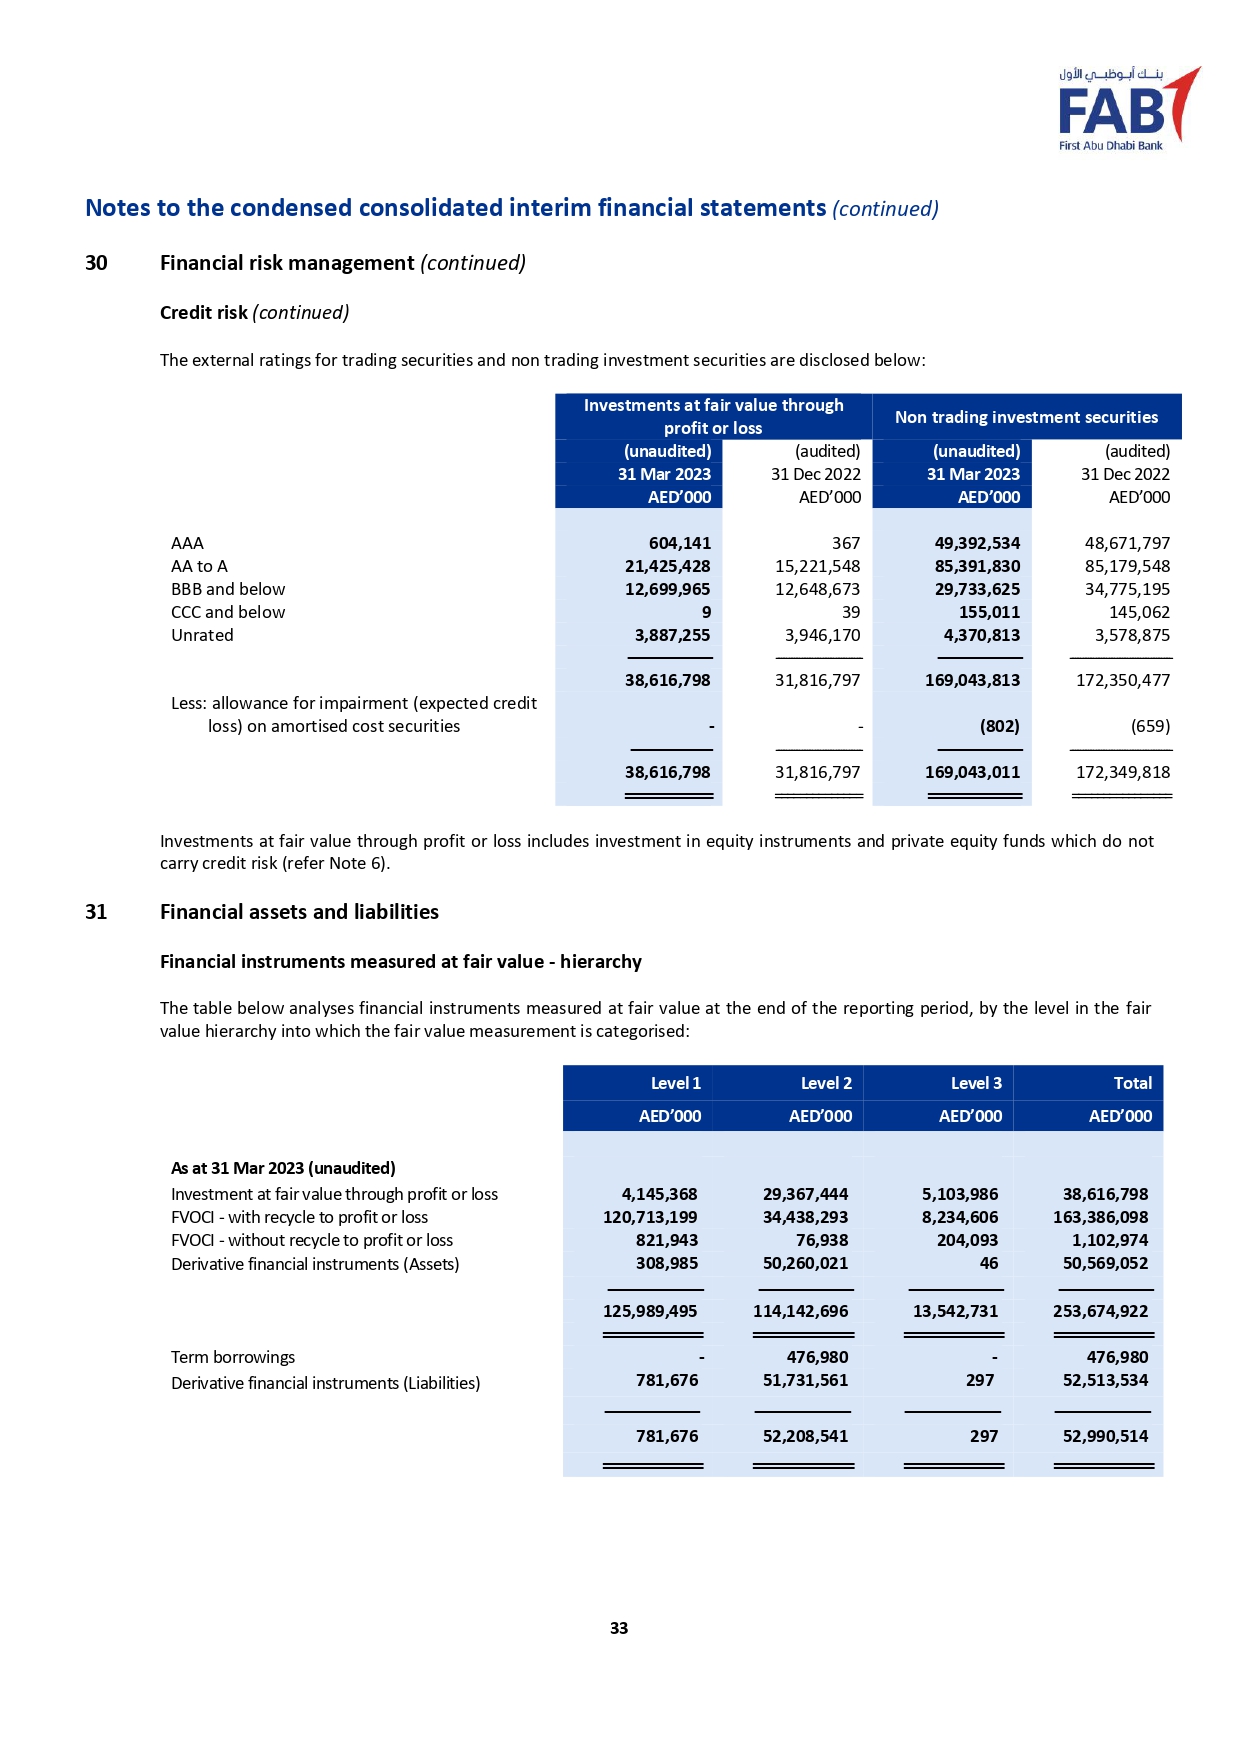 بنــك أبـوظبــي الأول
FAB
First Abu Dhabi Bank
Notes to the condensed consolidated interim financial statements (continued)
30 Financial risk management (continued)
Credit risk (continued)
The external ratings for trading securities and non trading investment securities are disclosed below:
Investments at fair value through profit or loss Non trading investment securities
(unaudited) (audited) (unaudited) (audited)
31 Mar 2023 31 Dec 2022 31 Mar 2023 31 Dec 2022
AED’000 AED’000 AED’000 AED’000
AAA 604,141 367 49,392,534 48,671,797
AA to A 21,425,428 15,221,548 85,391,830 85,179,548
BBB and below 12,699,965 12,648,673 29,733,625 34,775,195
CCC and below 9 39 155,011 145,062
Unrated 3,887,255 3,946,170 4,370,813 3,578,875
38,616,798 31,816,797 169,043,813 172,350,477
Less: allowance for impairment (expected credit
loss) on amortised cost securities - - (802) (659)
38,616,798 31,816,797 169,043,011 172,349,818
Investments at fair value through profit or loss includes investment in equity instruments and private equity funds which do not
carry credit risk (refer Note 6).
31 Financial assets and liabilities
Financial instruments measured at fair value - hierarchy
The table below analyses financial instruments measured at fair value at the end of the reporting period, by the level in the fair
value hierarchy into which the fair value measurement is categorised:
Level 1 Level 2 Level 3 Total
AED’000 AED’000 AED’000 AED’000
As at 31 Mar 2023 (unaudited)
Investment at fair value through profit or loss 4,145,368 29,367,444 5,103,986 38,616,798
FVOCI - with recycle to profit or loss 120,713,199 34,438,293 8,234,606 163,386,098
FVOCI - without recycle to profit or loss 821,943 76,938 204,093 1,102,974
Derivative financial instruments (Assets) 308,985 50,260,021 46 50,569,052
125,989,495 114,142,696 13,542,731 253,674,922
Term borrowings - 476,980 - 476,980
Derivative financial instruments (Liabilities) 781,676 51,731,561 297 52,513,534
781,676 52,208,541 297 52,990,514
33